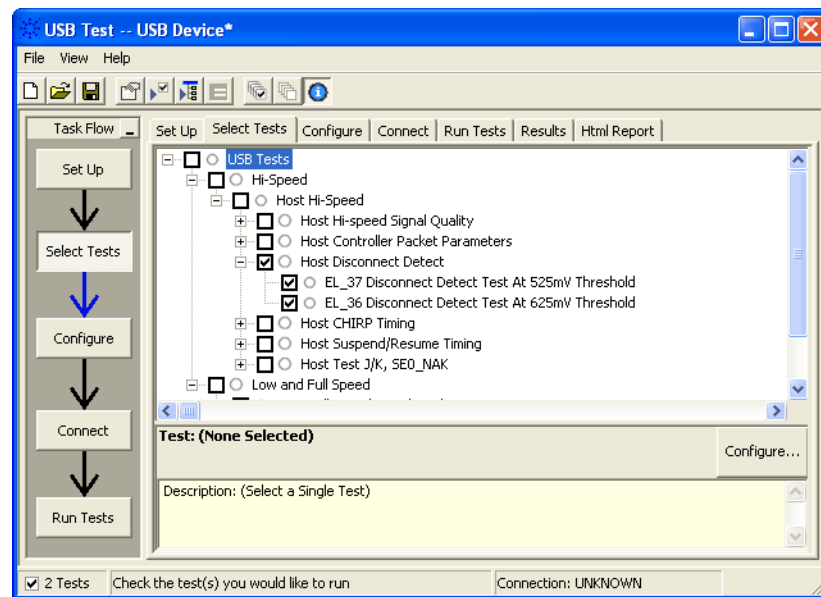 USB Test -- USB Device*
File View Help
Task Flow
Set Up
Select Tests
Configure
Connect
Run Tests
Set Up Select Tests Configure Connect Run Tests Results Html Report
USB Tests
Hi-Speed
Host Hi-Speed
Host Hi-speed Signal Quality
Host Controller Packet Parameters
Host Disconnect Detect
EL_37 Disconnect Detect Test At 525mV Threshold
EL_36 Disconnect Detect Test At 625mV Threshold
Host CHIRP Timing
Host Suspend/Resume Timing
Host Test J/K, SE0_NAK
Low and Full Speed
Test: (None Selected)
Configure...
Description: (Select a Single Test)
2 Tests Check the test(s) you would like to run Connection: UNKNOWN